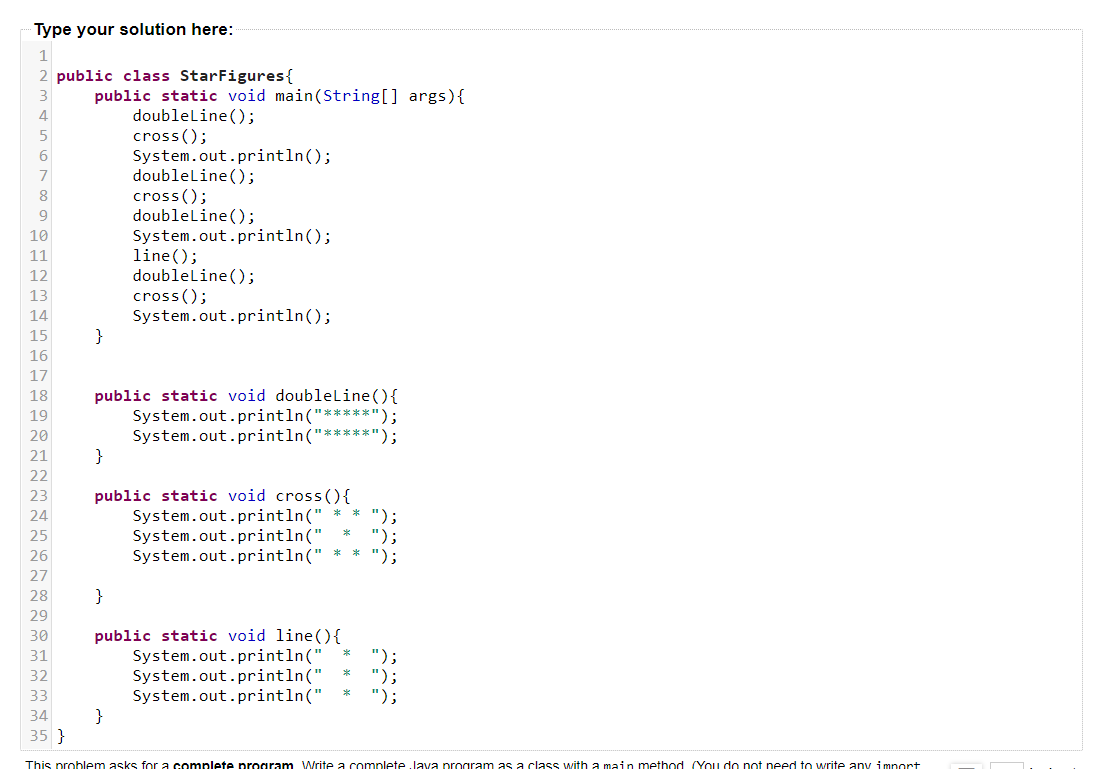 Type your solution here:
1
2 public class StarFigures{
3     public static void main(String[] args){
4         doubleLine();
5         cross();
6         System.out.println();
7         doubleLine();
8         cross();
9         doubleLine();
10         System.out.println();
11         line();
12         doubleLine();
13         cross();
14         System.out.println();
15     }
16
17
18     public static void doubleLine(){
19         System.out.println("*****");
20         System.out.println("*****");
21     }
22
23     public static void cross(){
24         System.out.println(" * * ");
25         System.out.println("  *  ");
26         System.out.println(" * * ");
27
28     }
29
30     public static void line(){
31         System.out.println("  *  ");
32         System.out.println("  *  ");
33         System.out.println("  *  ");
34     }
35 }
This problem asks for a complete program. Write a complete Java program as a class with a main method. (You do not need to write any import